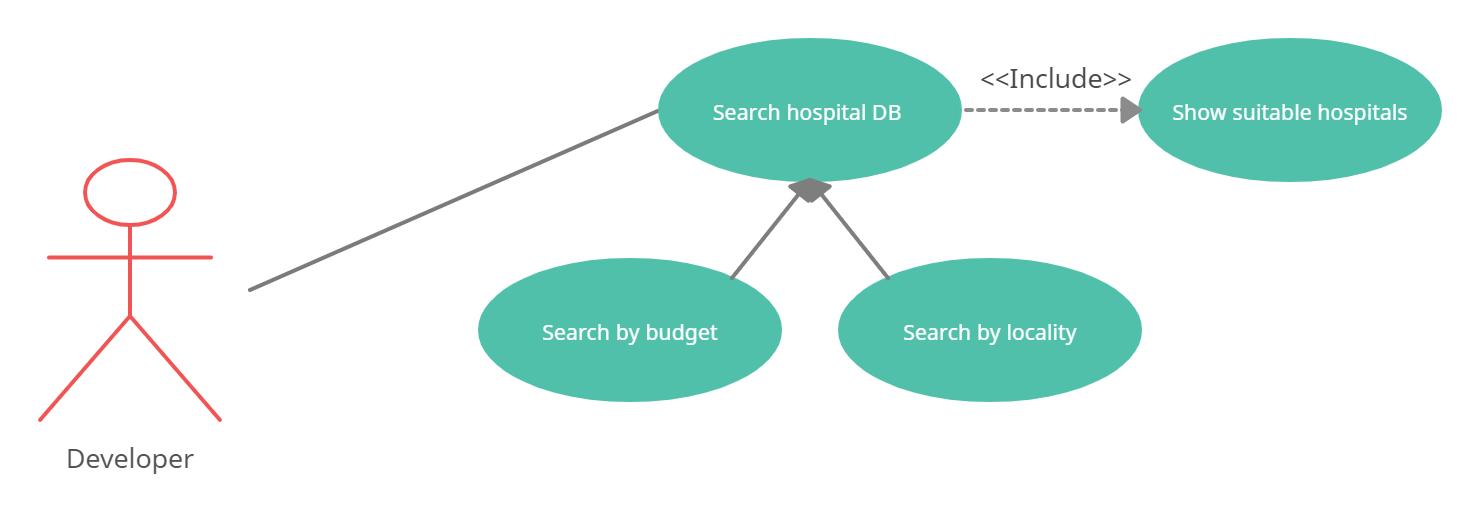 <<Include>>
Search hospital DB
Show suitable hospitals
Search by budget
Search by locality
Developer